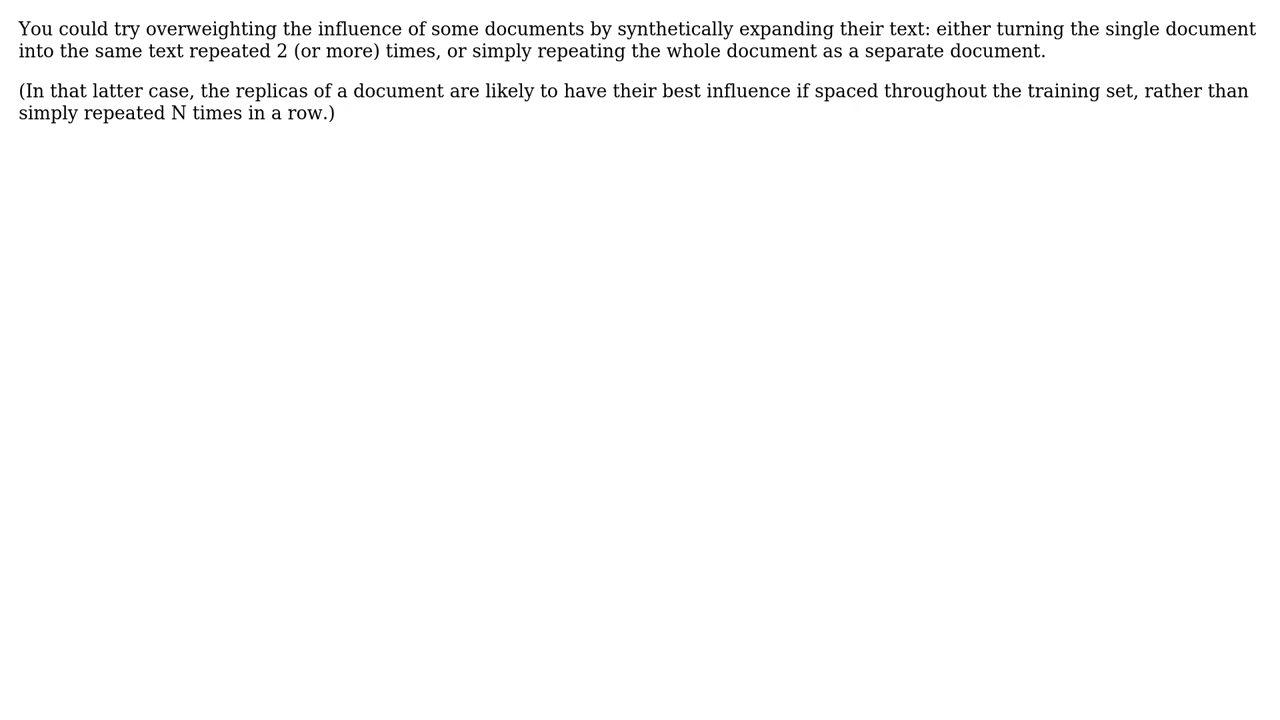 You could try overweighting the influence of some documents by synthetically expanding their text: either turning the single document
into the same text repeated 2 (or more) times, or simply repeating the whole document as a separate document.
(In that latter case, the replicas of a document are likely to have their best influence if spaced throughout the training set, rather than
simply repeated N times in a row.)